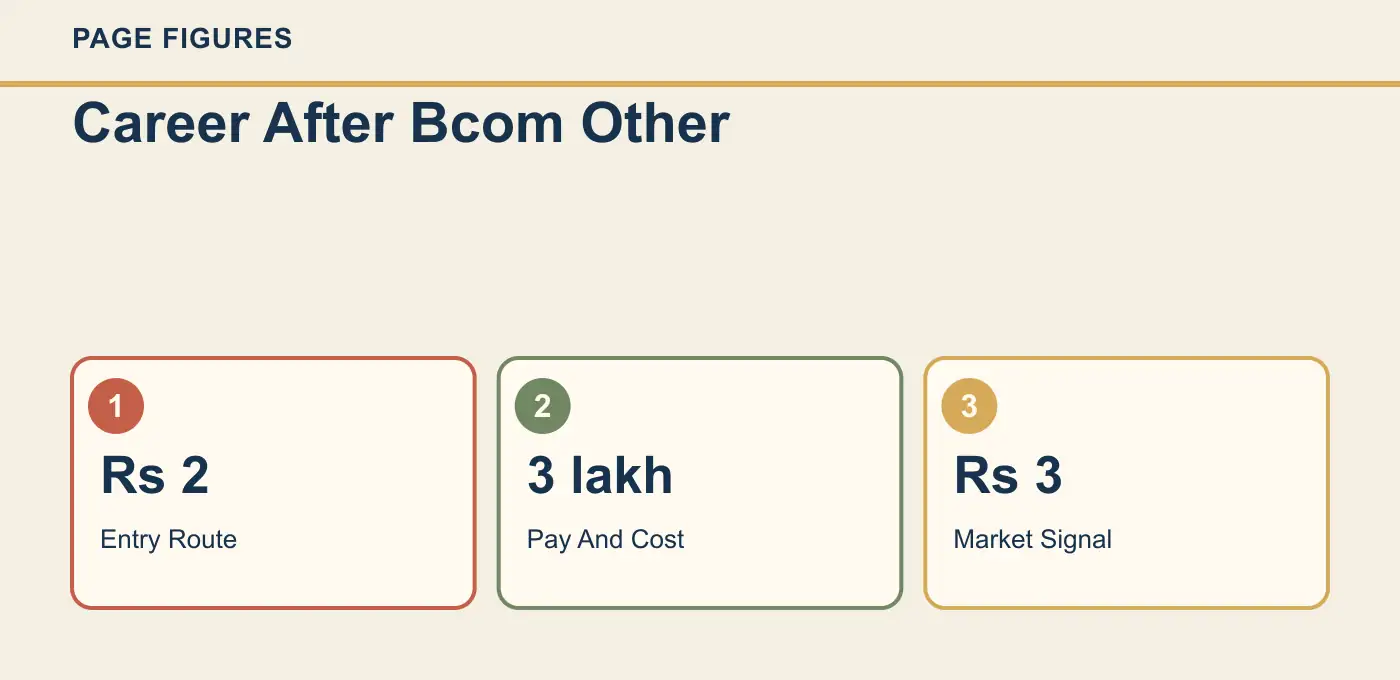 PAGE FIGURES
Career After Bcom Other
1
Rs 2
Entry Route
2
3 lakh
Pay And Cost
3
Rs 3
Market Signal